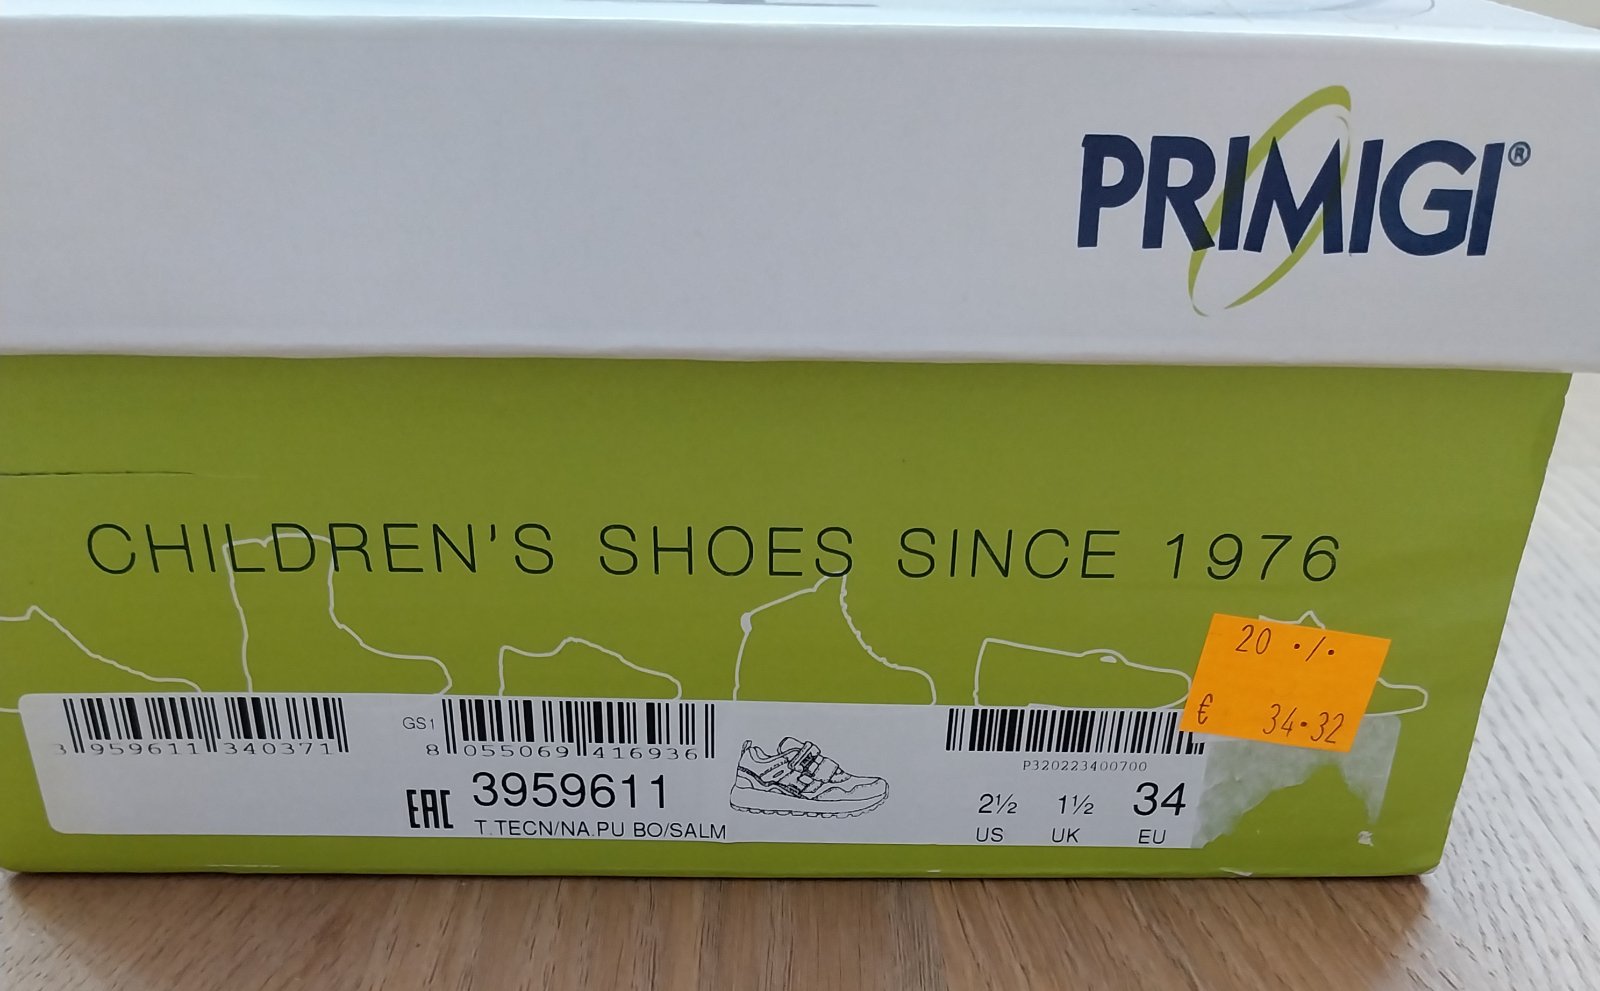 PRIMIGI®
CHILDREN'S SHOES SINCE 1976
20 ·/·
€ 34·32
3 959611 340371
GS1
8 055069 416936
P320223400700
EAC
3959611
T.TECN/NA.PU BO/SALM
2½ 1½ 34
US UK EU